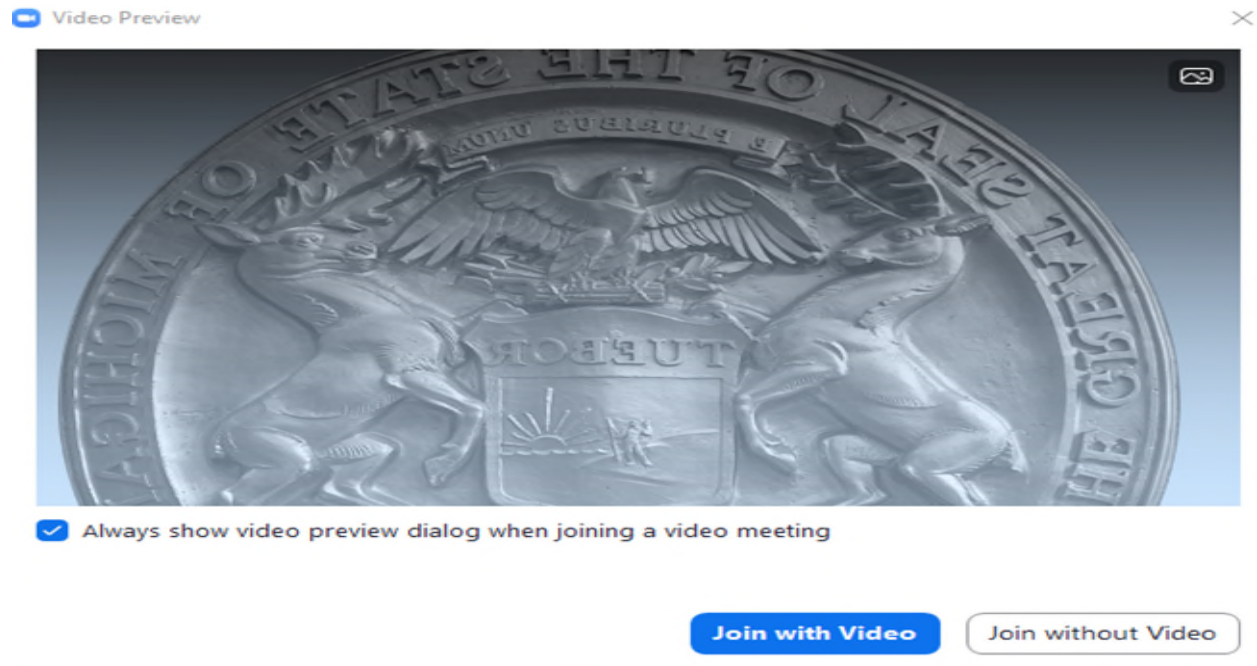 Video Preview
THE GREAT SEAL OF THE STATE OF MICHIGA
E PLURIBUS UNUM
TUEBOR
Always show video preview dialog when joining a video meeting
Join with Video
Join without Video